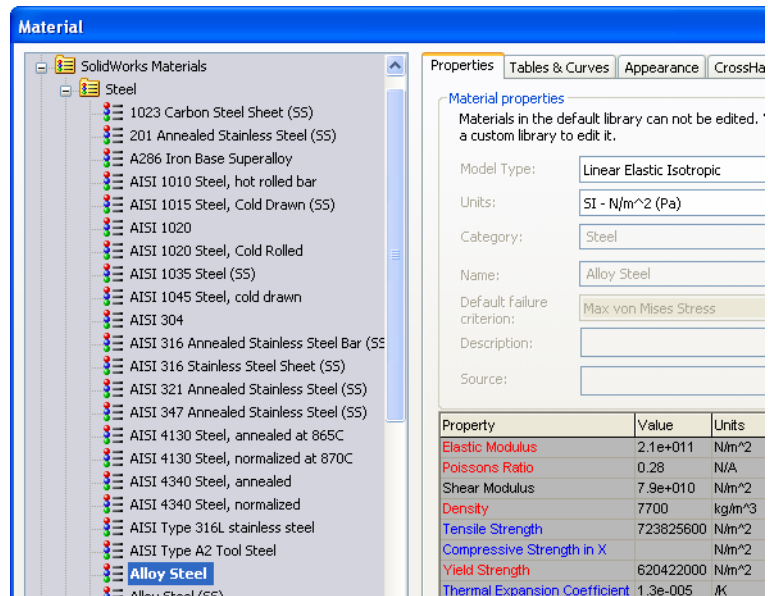 Material
SolidWorks Materials
Steel
1023 Carbon Steel Sheet (SS)
201 Annealed Stainless Steel (SS)
A286 Iron Base Superalloy
AISI 1010 Steel, hot rolled bar
AISI 1015 Steel, Cold Drawn (SS)
AISI 1020
AISI 1020 Steel, Cold Rolled
AISI 1035 Steel (SS)
AISI 1045 Steel, cold drawn
AISI 304
AISI 316 Annealed Stainless Steel Bar (SS
AISI 316 Stainless Steel Sheet (SS)
AISI 321 Annealed Stainless Steel (SS)
AISI 347 Annealed Stainless Steel (SS)
AISI 4130 Steel, annealed at 865C
AISI 4130 Steel, normalized at 870C
AISI 4340 Steel, annealed
AISI 4340 Steel, normalized
AISI Type 316L stainless steel
AISI Type A2 Tool Steel
Alloy Steel
Alloy Steel (SS)
Properties Tables & Curves Appearance CrossHa
Material properties
Materials in the default library can not be edited.
a custom library to edit it.
Model Type: Linear Elastic Isotropic
Units: SI - N/m^2 (Pa)
Category: Steel
Name: Alloy Steel
Default failure criterion: Max von Mises Stress
Description:
Source:
Property Value Units
Elastic Modulus 2.1e+011 N/m^2
Poissons Ratio 0.28 N/A
Shear Modulus 7.9e+010 N/m^2
Density 7700 kg/m^3
Tensile Strength 723825600 N/m^2
Compressive Strength in X N/m^2
Yield Strength 620422000 N/m^2
Thermal Expansion Coefficient 1.3e-005 /K